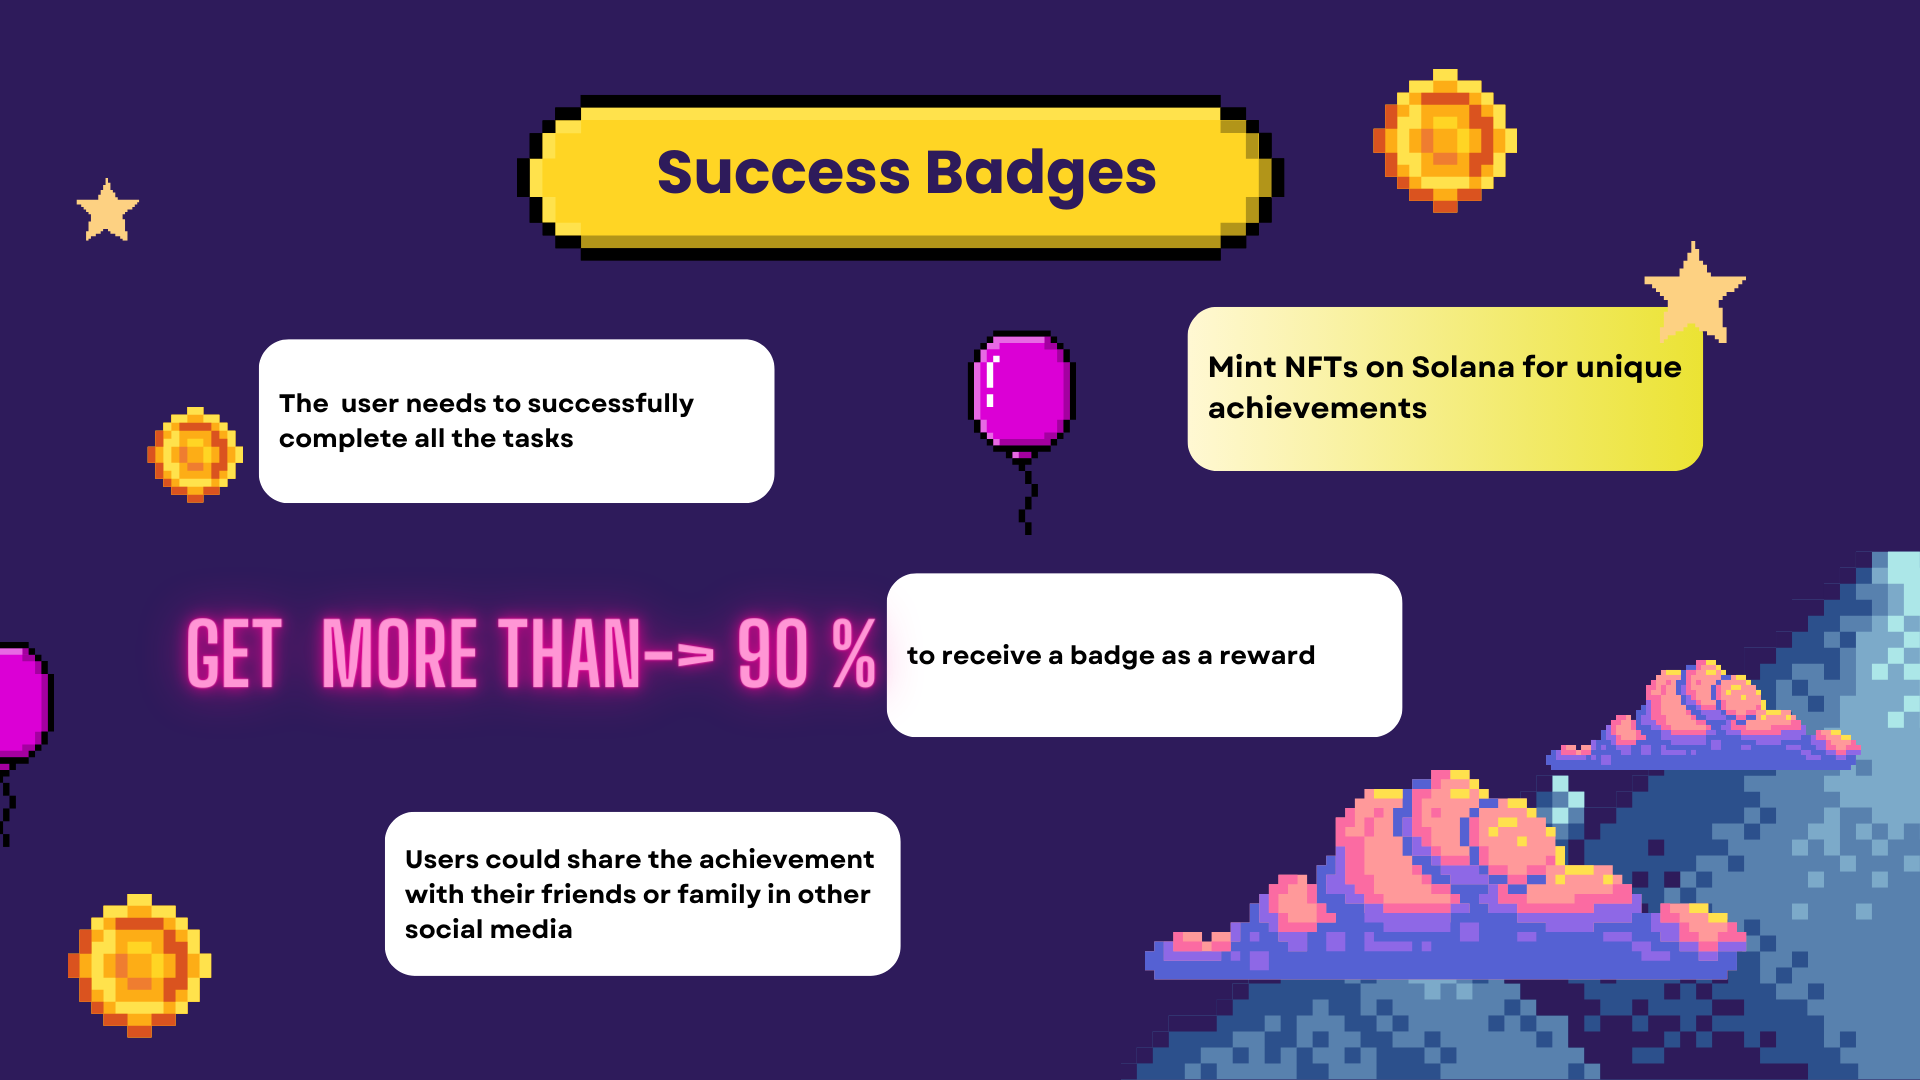 Success Badges
The  user needs to successfully
complete all the tasks
Mint NFTs on Solana for unique
achievements
GET  MORE THAN--> 90 %
to receive a badge as a reward
Users could share the achievement
with their friends or family in other
social media